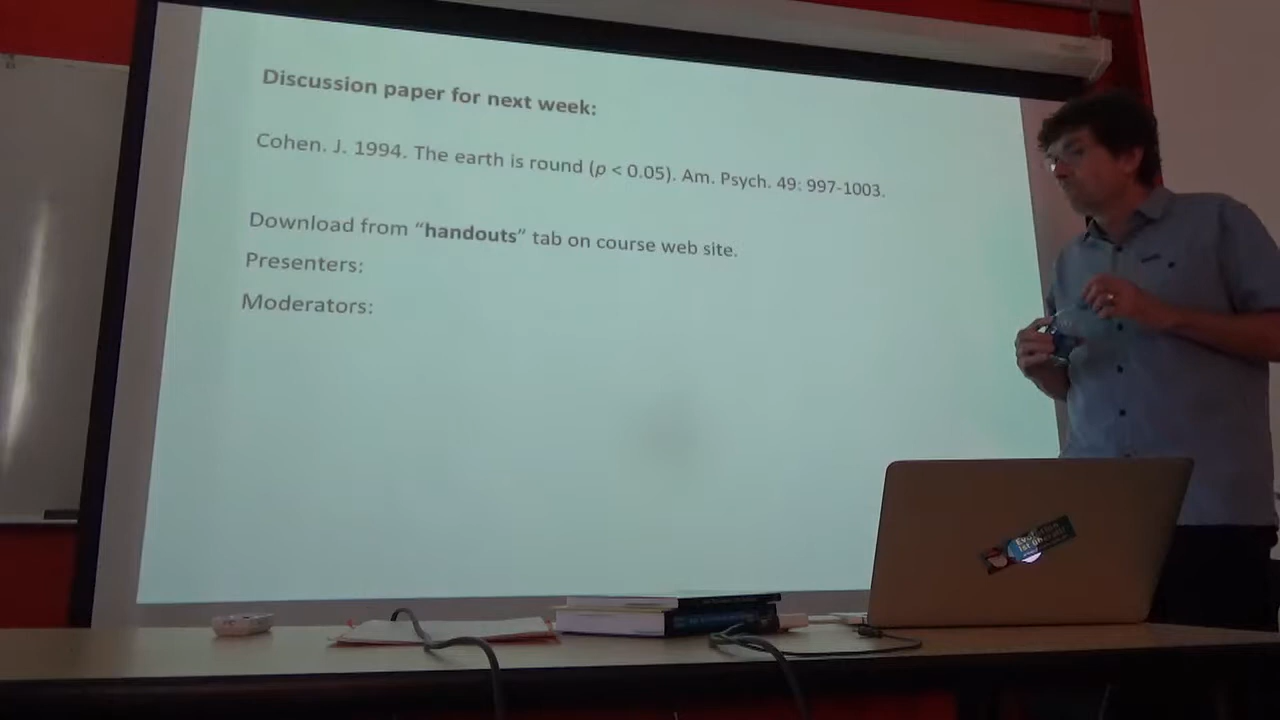 Discussion paper for next week:
Cohen. J. 1994. The earth is round (p < 0.05). Am. Psych. 49: 997-1003.
Download from “handouts” tab on course web site.
Presenters:
Moderators: